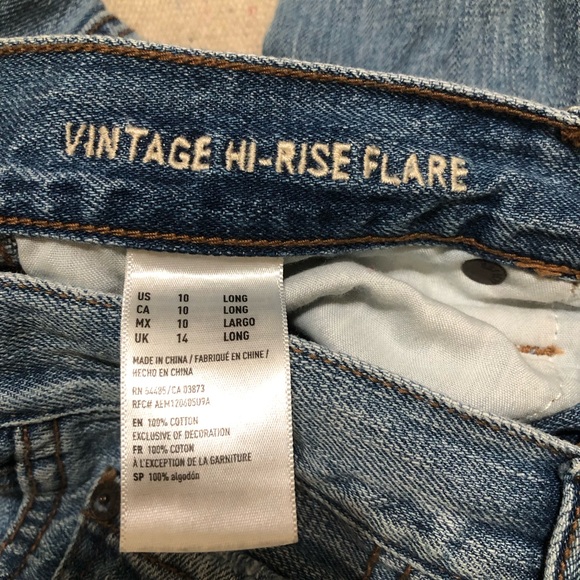 VINTAGE HI-RISE FLARE
US 10 LONG
CA 10 LONG
MX 10 LARGO
UK 14 LONG
MADE IN CHINA / FABRIQUÉ EN CHINE /
HECHO EN CHINA
RN 54485/CA 03873
RFC# AEM1206050U9A
EN 100% COTTON
EXCLUSIVE OF DECORATION
FR 100% COTON
À L'EXCEPTION DE LA GARNITURE
SP 100% algodón